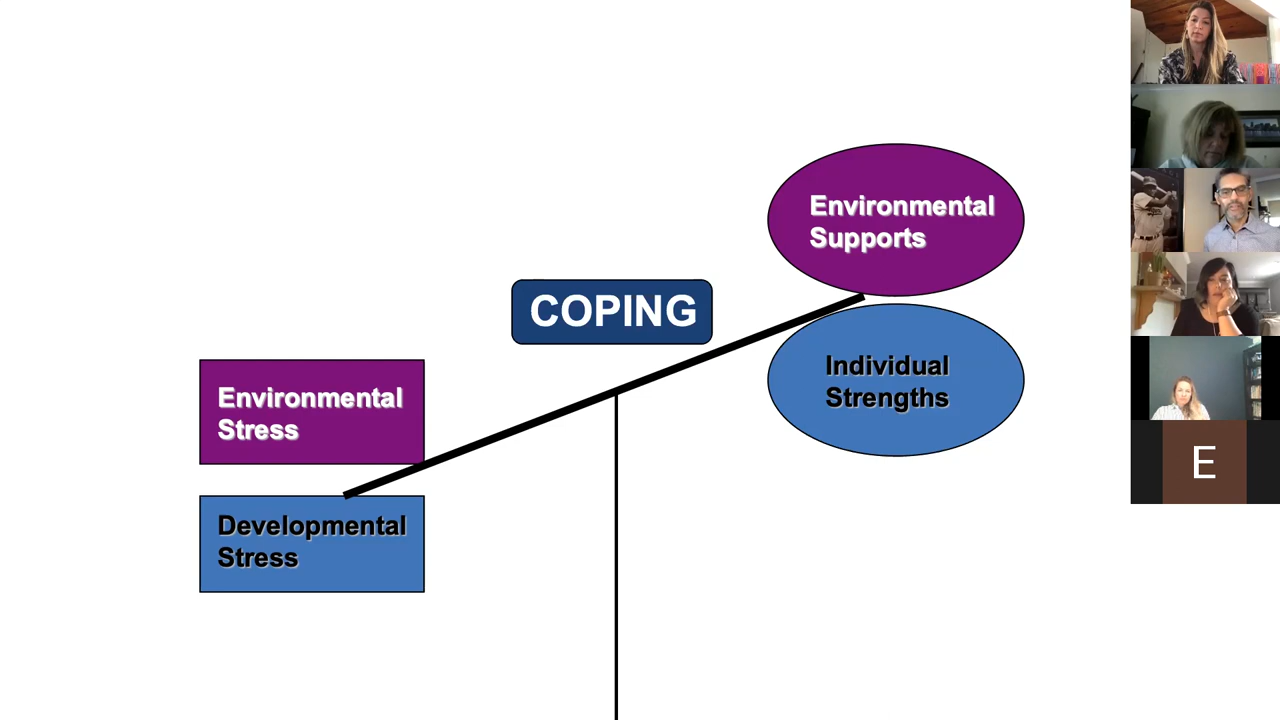 Environmental
Supports
COPING
Individual
Strengths
Environmental
Stress
Developmental
Stress
E